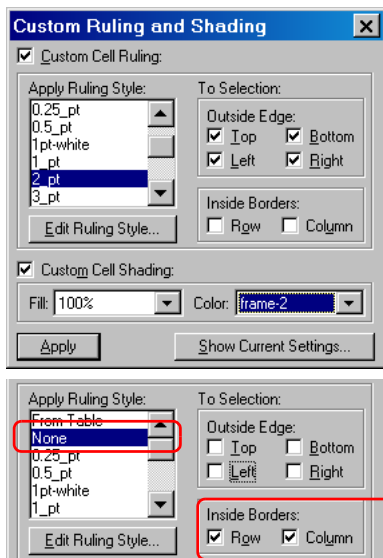 Custom Ruling and Shading
Custom Cell Ruling:
Apply Ruling Style:
0.25_pt
0.5_pt
1pt-white
1_pt
2_pt
3_pt
Edit Ruling Style...
To Selection:
Outside Edge:
Top Bottom
Left Right
Inside Borders:
Row Column
Custom Cell Shading:
Fill: 100% Color: frame-2
Apply Show Current Settings...
Apply Ruling Style:
From Table
None
0.25_pt
0.5_pt
1pt-white
1_pt
Edit Ruling Style...
To Selection:
Outside Edge:
Top Bottom
Left Right
Inside Borders:
Row Column